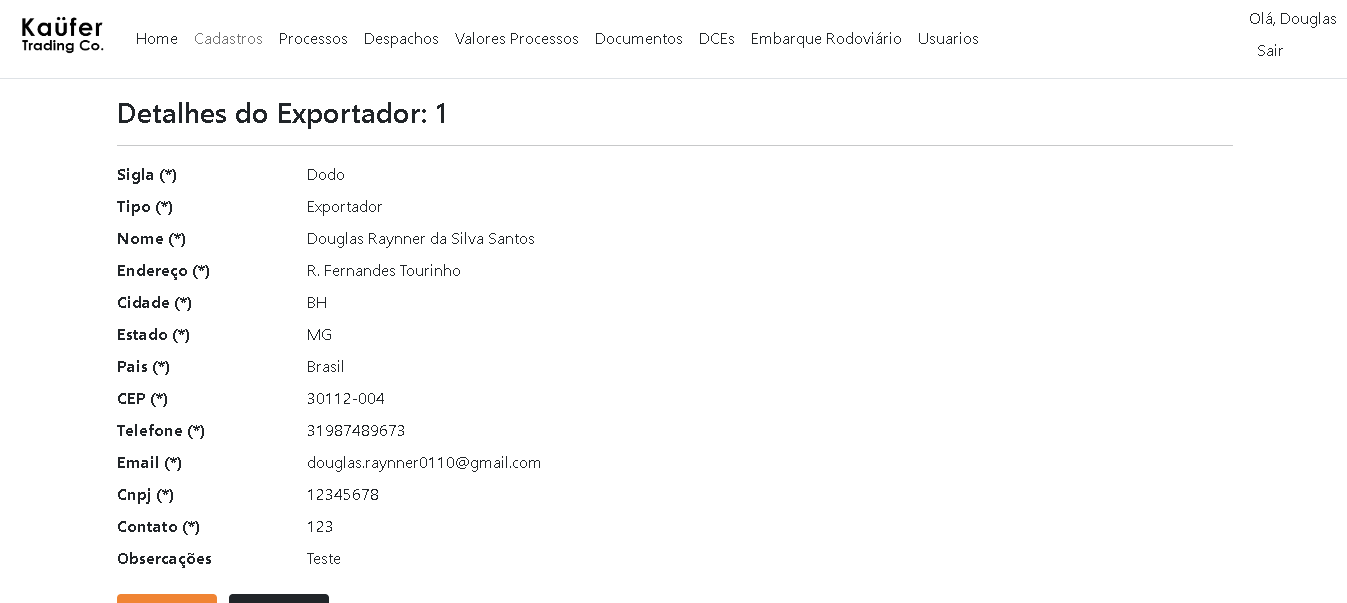 Kaüfer
Trading Co.
Home Cadastros Processos Despachos Valores Processos Documentos DCEs Embarque Rodoviário Usuarios
Olá, Douglas
Sair
Detalhes do Exportador: 1
Sigla (*) Dodo
Tipo (*) Exportador
Nome (*) Douglas Raynner da Silva Santos
Endereço (*) R. Fernandes Tourinho
Cidade (*) BH
Estado (*) MG
Pais (*) Brasil
CEP (*) 30112-004
Telefone (*) 31987489673
Email (*) douglas.raynner0110@gmail.com
Cnpj (*) 12345678
Contato (*) 123
Obsercações Teste